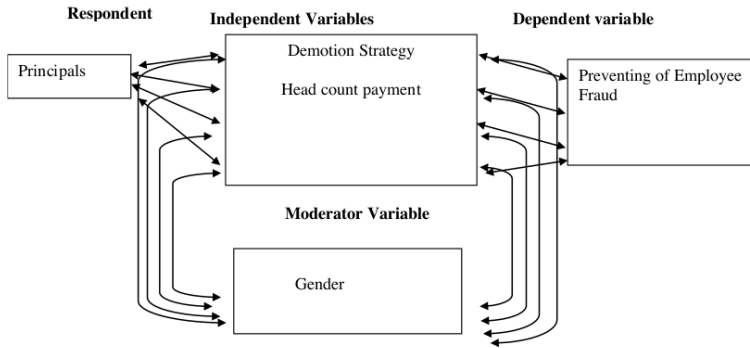 Respondent
Independent Variables
Dependent variable
Principals
Demotion Strategy
Head count payment
Preventing of Employee
Fraud
Moderator Variable
Gender